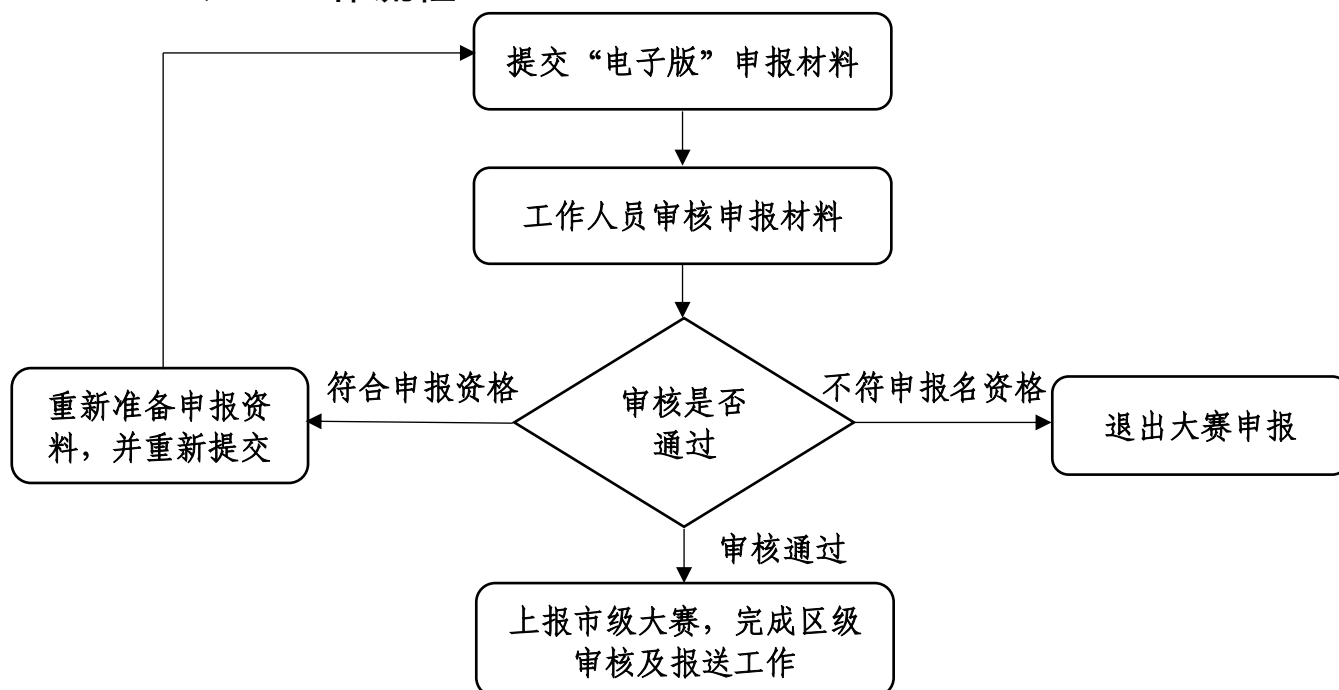 提交“电子版”申报材料
工作人员审核申报材料
符合申报资格
审核是否
通过
不符申报名资格
重新准备申报资
料，并重新提交
退出大赛申报
审核通过
上报市级大赛，完成区级
审核及报送工作